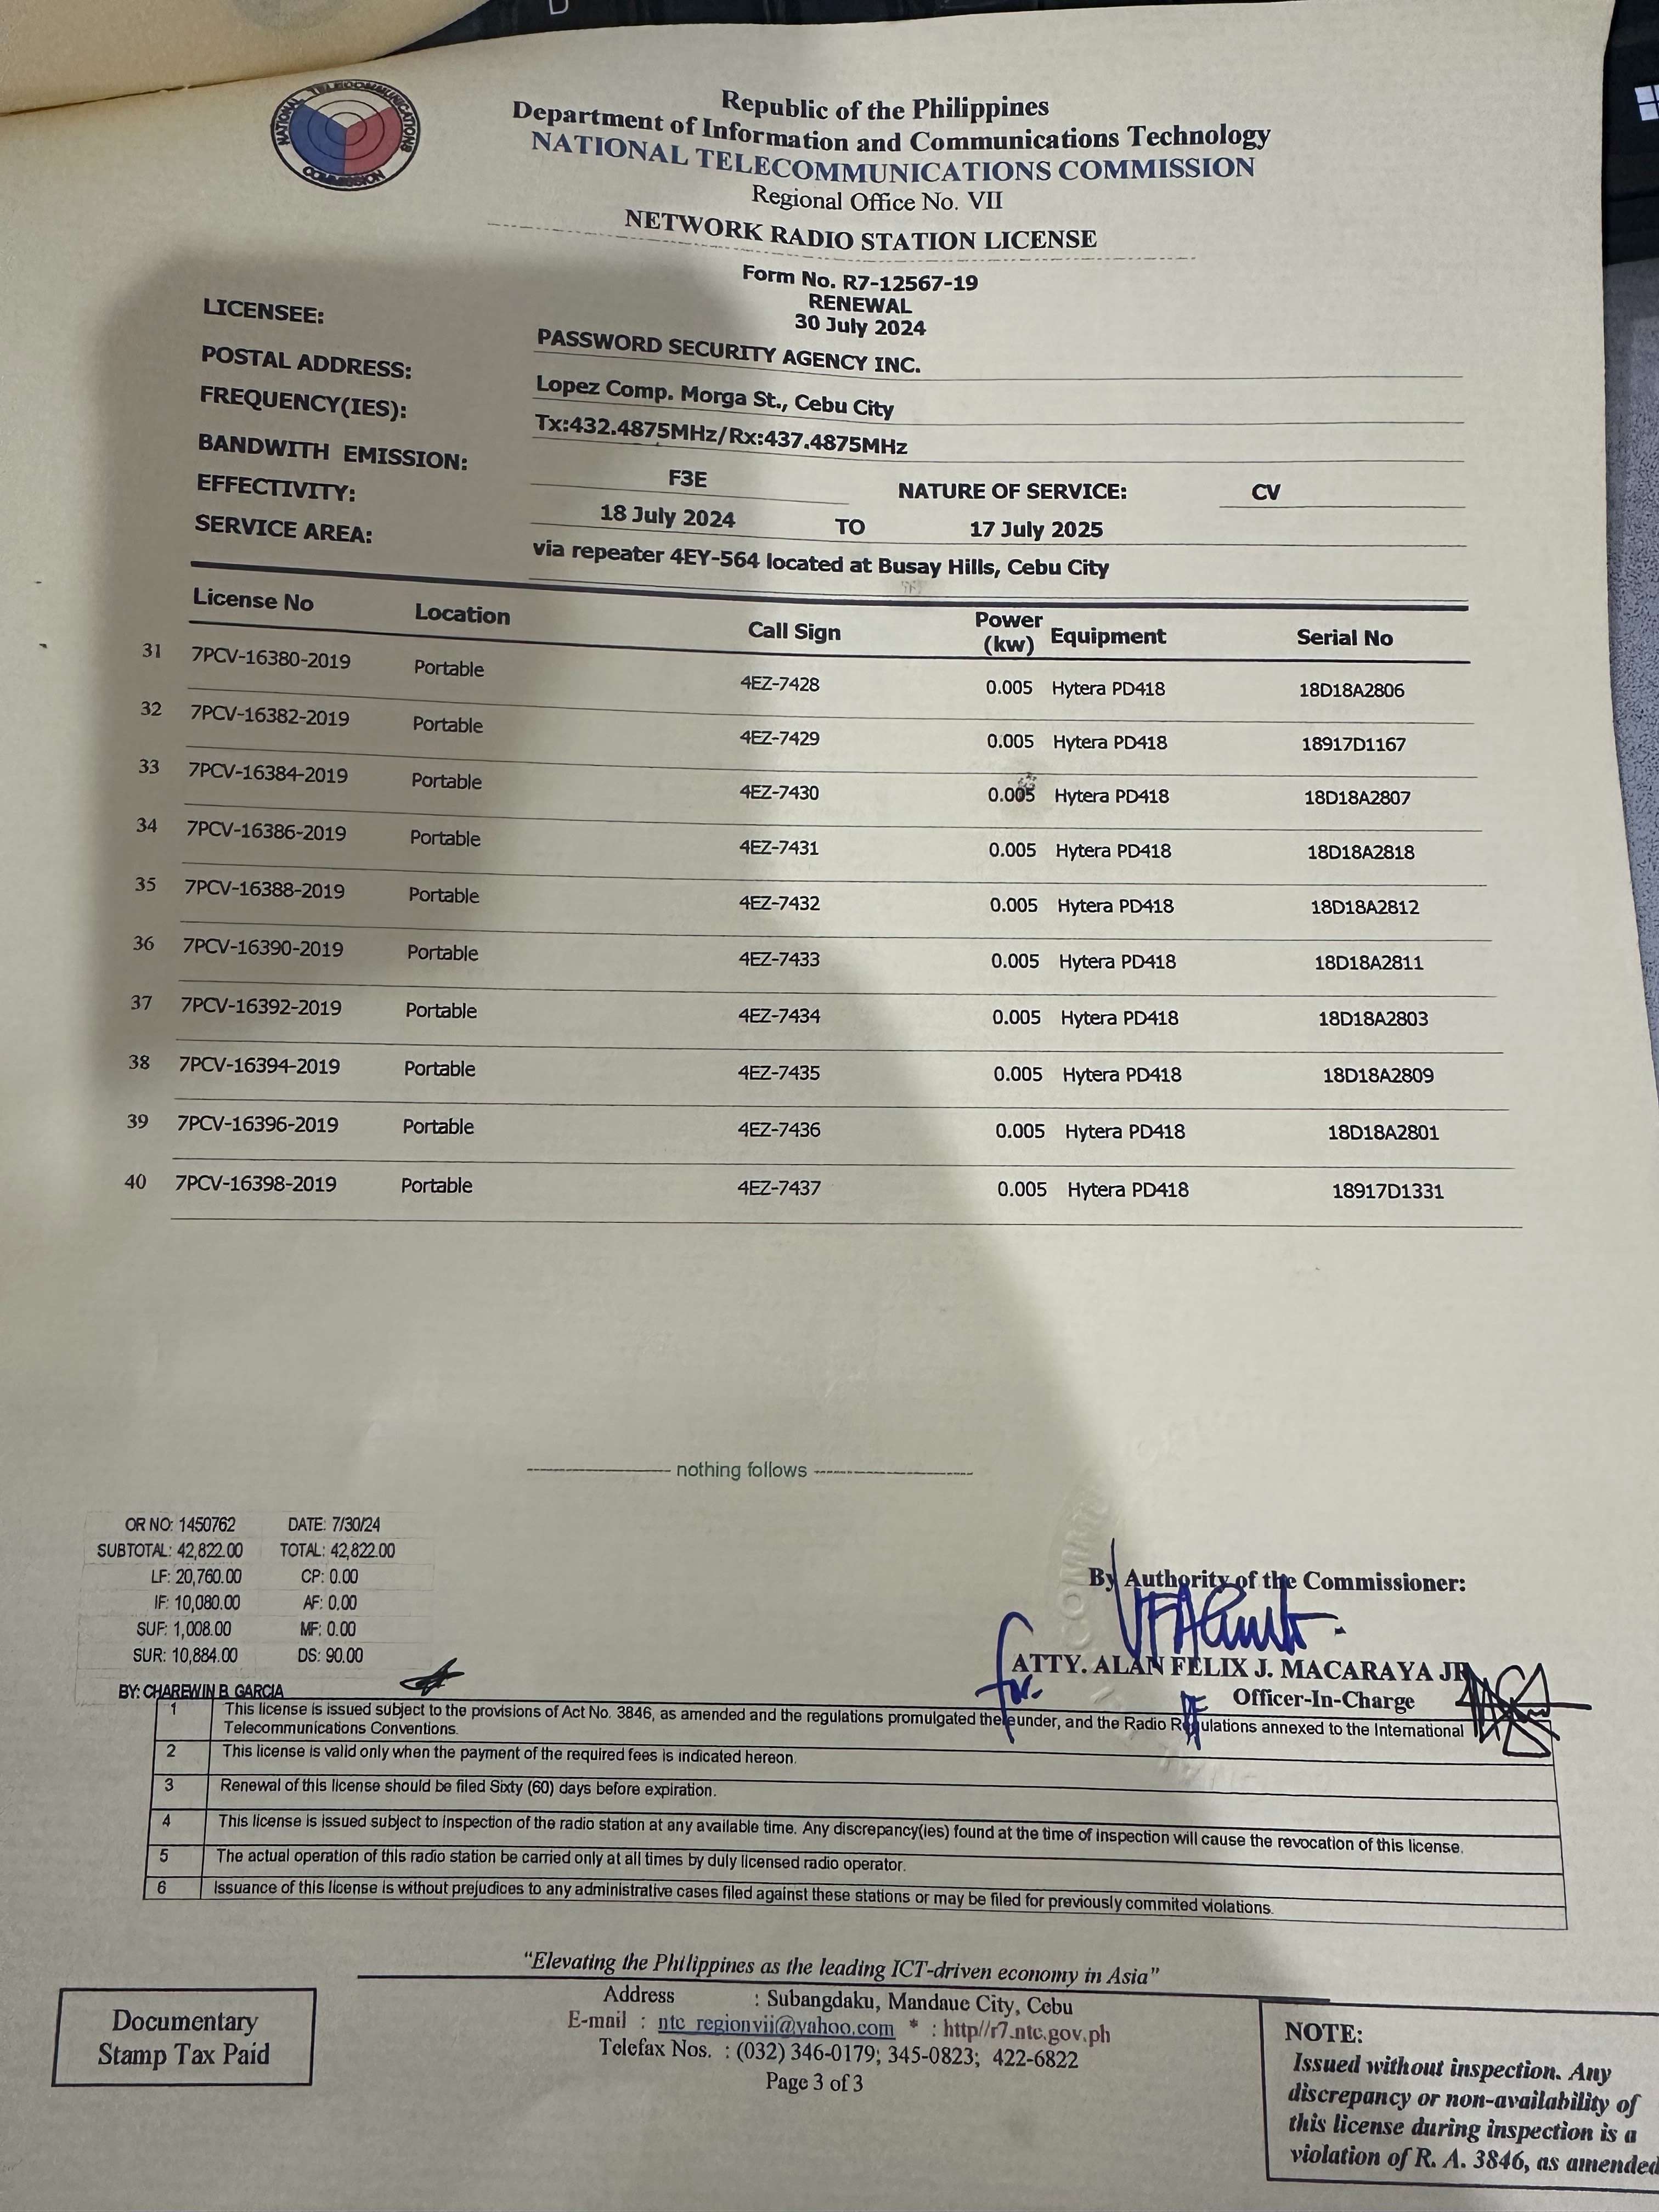 NATIONAL TELECOMMUNICATIONS COMMISSION
Republic of the Philippines
Department of Information and Communications Technology
NATIONAL TELECOMMUNICATIONS COMMISSION
Regional Office No. VII
NETWORK RADIO STATION LICENSE
Form No. R7-12567-19
RENEWAL
30 July 2024
LICENSEE: PASSWORD SECURITY AGENCY INC.
POSTAL ADDRESS: Lopez Comp. Morga St., Cebu City
FREQUENCY(IES): Tx:432.4875MHz/Rx:437.4875MHz
BANDWITH EMISSION: F3E NATURE OF SERVICE: CV
EFFECTIVITY: 18 July 2024 TO 17 July 2025
SERVICE AREA: via repeater 4EY-564 located at Busay Hills, Cebu City
License No Location Call Sign Power (kw) Equipment Serial No
31 7PCV-16380-2019 Portable 4EZ-7428 0.005 Hytera PD418 18D18A2806
32 7PCV-16382-2019 Portable 4EZ-7429 0.005 Hytera PD418 18917D1167
33 7PCV-16384-2019 Portable 4EZ-7430 0.005 Hytera PD418 18D18A2807
34 7PCV-16386-2019 Portable 4EZ-7431 0.005 Hytera PD418 18D18A2818
35 7PCV-16388-2019 Portable 4EZ-7432 0.005 Hytera PD418 18D18A2812
36 7PCV-16390-2019 Portable 4EZ-7433 0.005 Hytera PD418 18D18A2811
37 7PCV-16392-2019 Portable 4EZ-7434 0.005 Hytera PD418 18D18A2803
38 7PCV-16394-2019 Portable 4EZ-7435 0.005 Hytera PD418 18D18A2809
39 7PCV-16396-2019 Portable 4EZ-7436 0.005 Hytera PD418 18D18A2801
40 7PCV-16398-2019 Portable 4EZ-7437 0.005 Hytera PD418 18917D1331
nothing follows
OR NO: 1450762 DATE: 7/30/24
SUBTOTAL: 42,822.00 TOTAL: 42,822.00
LF: 20,760.00 CP: 0.00
IF: 10,080.00 AF: 0.00
SUF: 1,008.00 MF: 0.00
SUR: 10,884.00 DS: 90.00
BY: CHAREWIN B. GARCIA
By Authority of the Commissioner:
for.
ATTY. ALAN FELIX J. MACARAYA JR
Officer-In-Charge
1 This license is issued subject to the provisions of Act No. 3846, as amended and the regulations promulgated thereunder, and the Radio Regulations annexed to the International
Telecommunications Conventions.
2 This license is valid only when the payment of the required fees is indicated hereon.
3 Renewal of this license should be filed Sixty (60) days before expiration.
4 This license is issued subject to inspection of the radio station at any available time. Any discrepancy(ies) found at the time of inspection will cause the revocation of this license.
5 The actual operation of this radio station be carried only at all times by duly licensed radio operator.
6 Issuance of this license is without prejudices to any administrative cases filed against these stations or may be filed for previously commited violations.
"Elevating the Philippines as the leading ICT-driven economy in Asia"
Address : Subangdaku, Mandaue City, Cebu
E-mail : ntc_regionvii@yahoo.com * : http//r7.ntc.gov.ph
Telefax Nos. : (032) 346-0179; 345-0823; 422-6822
Page 3 of 3
Documentary
Stamp Tax Paid
NOTE:
Issued without inspection. Any
discrepancy or non-availability of
this license during inspection is a
violation of R. A. 3846, as amended